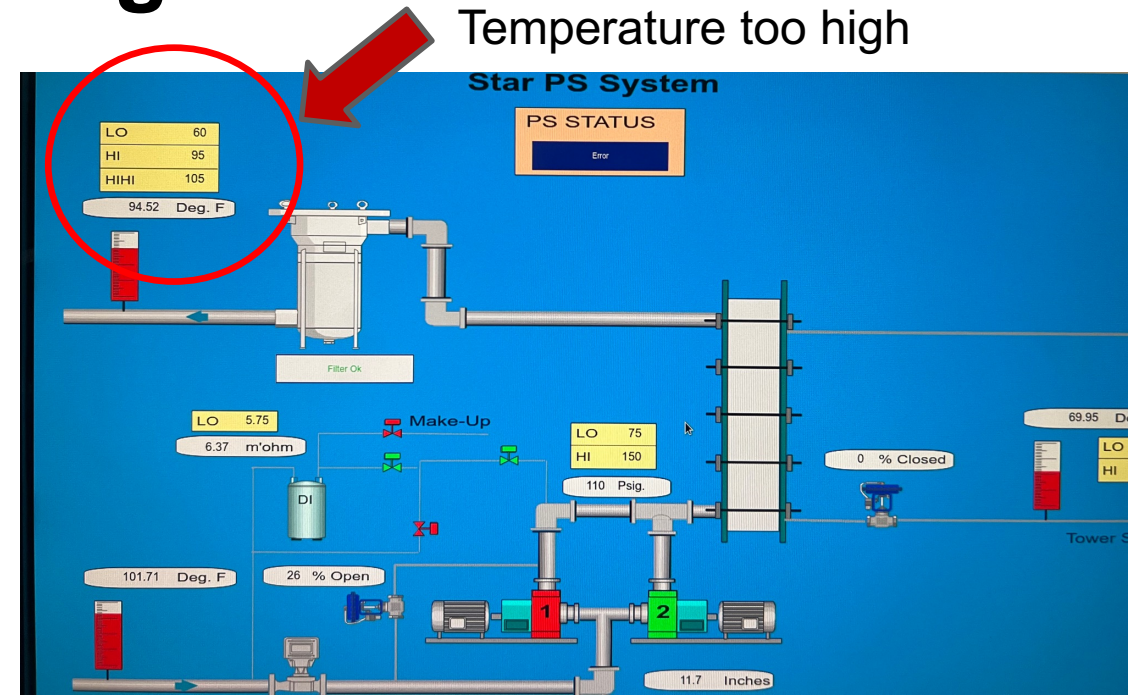 Temperature too high
Star PS System
PS STATUS
Error
LO 60
HI 95
HIHI 105
94.52 Deg. F
Filter Ok
LO 5.75
6.37 m'ohm
Make-Up
DI
LO 75
HI 150
110 Psig.
0 % Closed
69.95
LO
HI
Tower
101.71 Deg. F
26 % Open
1
2
11.7 Inches